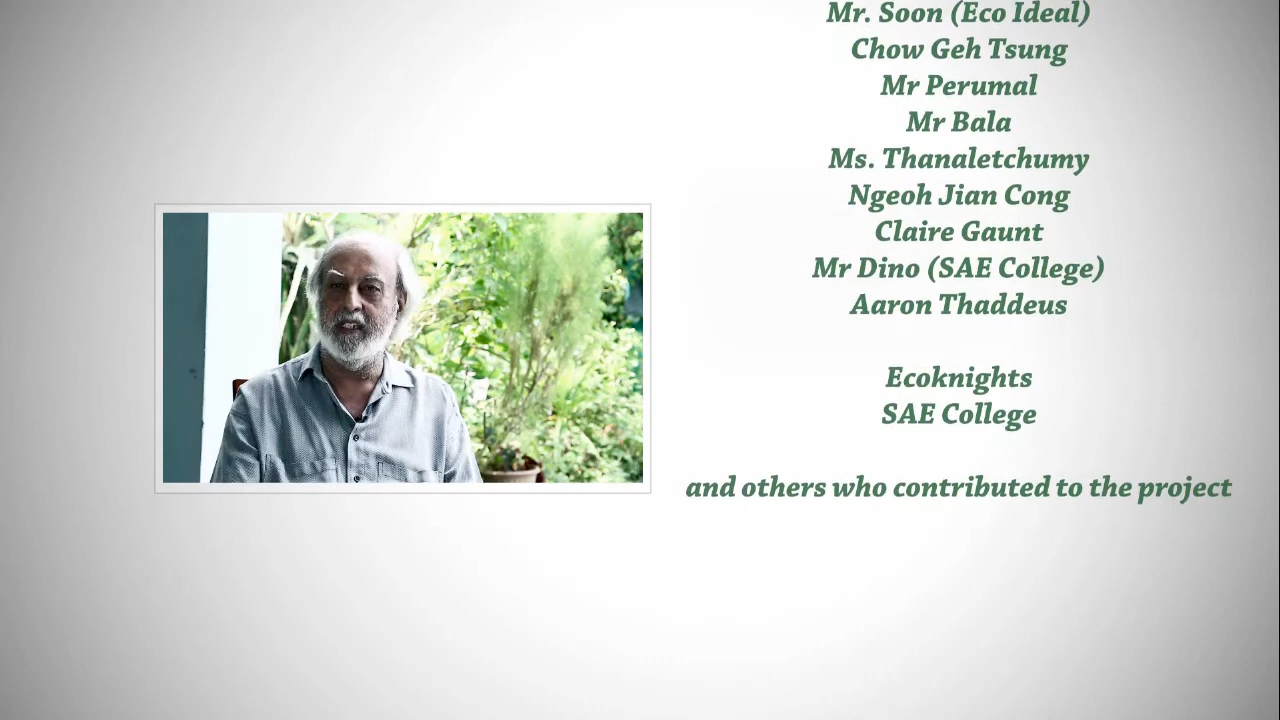 Mr. Soon (Eco Ideal)
Chow Geh Tsung
Mr Perumal
Mr Bala
Ms. Thanaletchumy
Ngeoh Jian Cong
Claire Gaunt
Mr Dino (SAE College)
Aaron Thaddeus
Ecoknights
SAE College
and others who contributed to the project